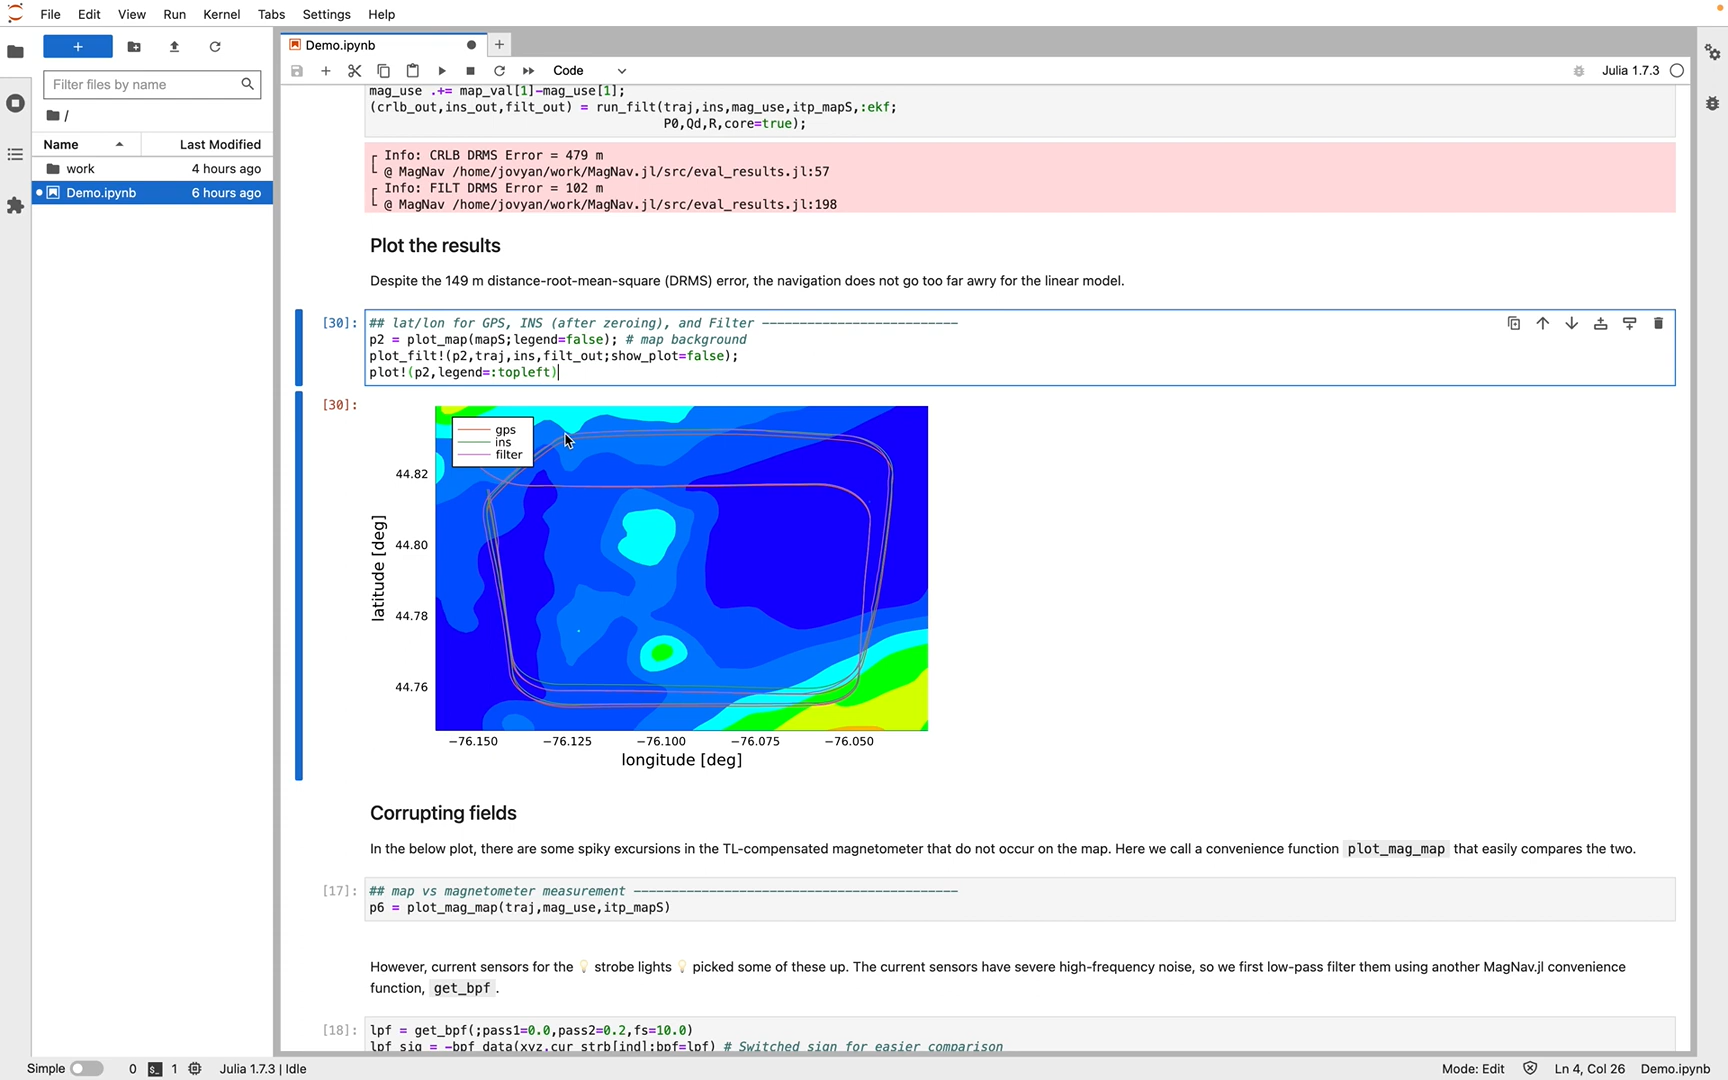 File Edit View Run Kernel Tabs Settings Help
Demo.ipynb
Code
Julia 1.7.3
Filter files by name
/
Name Last Modified
work 4 hours ago
Demo.ipynb 6 hours ago
mag_use .+= map_val[1]-mag_use[1];
(crlb_out,ins_out,filt_out) = run_filt(traj,ins,mag_use,itp_mapS,:ekf;
P0,Qd,R,core=true);
┌ Info: CRLB DRMS Error = 479 m
└ @ MagNav /home/jovyan/work/MagNav.jl/src/eval_results.jl:57
┌ Info: FILT DRMS Error = 102 m
└ @ MagNav /home/jovyan/work/MagNav.jl/src/eval_results.jl:198
Plot the results
Despite the 149 m distance-root-mean-square (DRMS) error, the navigation does not go too far awry for the linear model.
[30]: ## lat/lon for GPS, INS (after zeroing), and Filter --------------------------
p2 = plot_map(mapS;legend=false); # map background
plot_filt!(p2,traj,ins,filt_out;show_plot=false);
plot!(p2,legend=:topleft)
[30]:
gps
ins
filter
44.82
44.80
44.78
44.76
latitude [deg]
−76.150 −76.125 −76.100 −76.075 −76.050
longitude [deg]
Corrupting fields
In the below plot, there are some spiky excursions in the TL-compensated magnetometer that do not occur on the map. Here we call a convenience function plot_mag_map that easily compares the two.
[17]: ## map vs magnetometer measurement -------------------------------------------
p6 = plot_mag_map(traj,mag_use,itp_mapS)
However, current sensors for the 💡 strobe lights 💡 picked some of these up. The current sensors have severe high-frequency noise, so we first low-pass filter them using another MagNav.jl convenience
function, get_bpf .
[18]: lpf = get_bpf(;pass1=0.0,pass2=0.2,fs=10.0)
lpf_sig = -bpf_data(xyz.cur_strb[ind];bpf=lpf) # Switched sign for easier comparison
Simple 0 1 Julia 1.7.3 | Idle Mode: Edit Ln 4, Col 26 Demo.ipynb